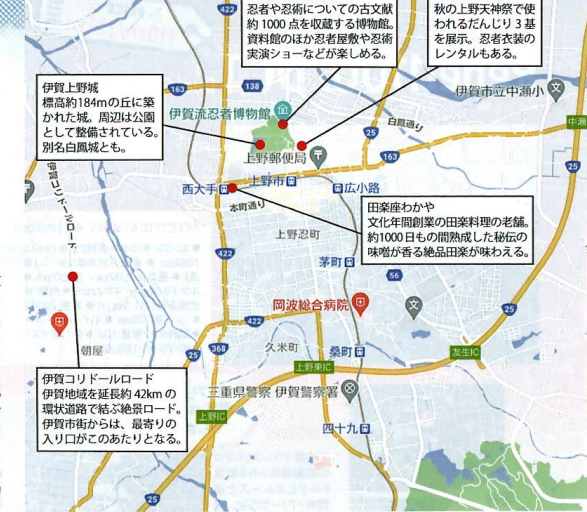 忍者や忍術についての古文献
約1000点を収蔵する博物館。
資料館のほか忍者屋敷や忍術
実演ショーなどが楽しめる。
秋の上野天神祭で使
われるだんじり3基
を展示。忍者衣装の
レンタルもある。
伊賀上野城
標高約184mの丘に築
かれた城。周辺は公園
として整備されている。
別名白鳳城とも。
422
163
138
伊賀市立中瀬小
伊賀流忍者博物館
白鳳通り
中瀬
25
上野郵便局
163
伊賀コリドールロード
西大手
上野市
広小路
25
本町通り
田楽座わかや
文化年間創業の田楽料理の老舗。
約1000日もの間熟成した秘伝の
味噌が香る絶品田楽が味わえる。
上野忍町
422
茅町
56
岡波総合病院
422
朝屋
25
368
久米町
桑町
友生IC
上野東IC
25
伊賀コリドールロード
伊賀地域を延長約42kmの
環状道路で結ぶ絶景ロード。
伊賀市街からは、最寄りの
入り口がこのあたりとなる。
三重県警察 伊賀警察署
上野IC
四十九
25